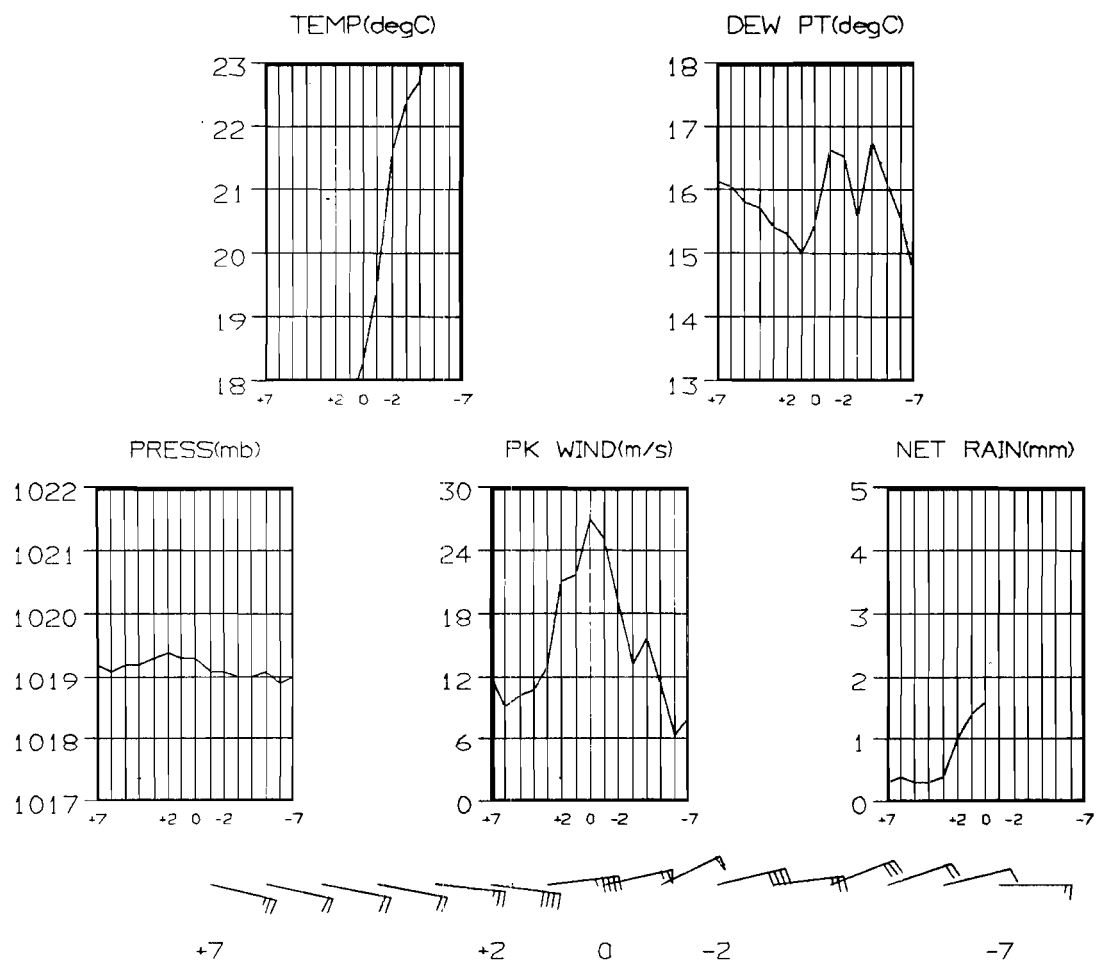 TEMP(degC) DEW PT(degC)
23 18
22 17
21 16
20 15
19 14
18 13
+7 +2 0 -2 -7 +7 +2 0 -2 -7
PRESS(mb) PK WIND(m/s) NET RAIN(mm)
1022 30 5
1021 24 4
1020 18 3
1019 12 2
1018 6 1
1017 0 0
+7 +2 0 -2 -7 +7 +2 0 -2 -7 +7 +2 0 -2 -7
+7 +2 0 -2 -7